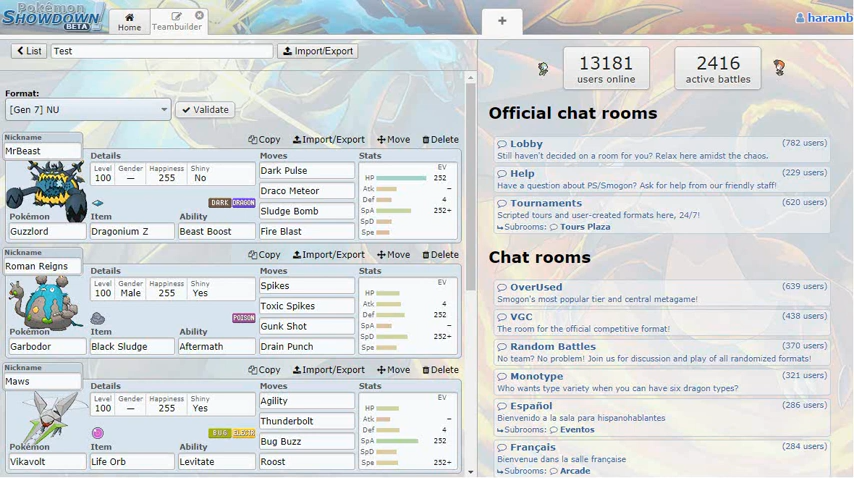 Pokémon
SHOWDOWN
BETA
Home
Teambuilder
+
haramb
List
Test
Import/Export
Format:
[Gen 7] NU
Validate
Copy Import/Export Move Delete
Nickname
MrBeast
Details
Level Gender Happiness Shiny
100 — 255 No
DARK DRAGON
Pokémon Item Ability
Guzzlord Dragonium Z Beast Boost
Moves
Dark Pulse
Draco Meteor
Sludge Bomb
Fire Blast
Stats
EV
HP 252
Atk –
Def 4
SpA 252+
SpD
Spe
Copy Import/Export Move Delete
Nickname
Roman Reigns
Details
Level Gender Happiness Shiny
100 Male 255 Yes
POISON
Pokémon Item Ability
Garbodor Black Sludge Aftermath
Moves
Spikes
Toxic Spikes
Gunk Shot
Drain Punch
Stats
EV
HP
Atk 4
Def 252
SpA –
SpD 252+
Spe
Copy Import/Export Move Delete
Nickname
Maws
Details
Level Gender Happiness Shiny
100 — 255 Yes
BUG ELECTR
Pokémon Item Ability
Vikavolt Life Orb Levitate
Moves
Agility
Thunderbolt
Bug Buzz
Roost
Stats
EV
HP
Atk –
Def 4
SpA 252
SpD
Spe 252+
13181
users online
2416
active battles
Official chat rooms
Lobby (782 users)
Still haven't decided on a room for you? Relax here amidst the chaos.
Help (229 users)
Have a question about PS/Smogon? Ask for help from our friendly staff!
Tournaments (620 users)
Scripted tours and user-created formats here, 24/7!
Subrooms: Tours Plaza
Chat rooms
OverUsed (639 users)
Smogon's most popular tier and central metagame!
VGC (438 users)
The room for the official competitive format!
Random Battles (370 users)
No team? No problem! Join us for discussion and play of all randomized formats!
Monotype (321 users)
Who wants type variety when you can have six dragon types?
Español (286 users)
Bienvenido a la sala para hispanohablantes
Subrooms: Eventos
Français (284 users)
Bienvenue dans la salle française
Subrooms: Arcade